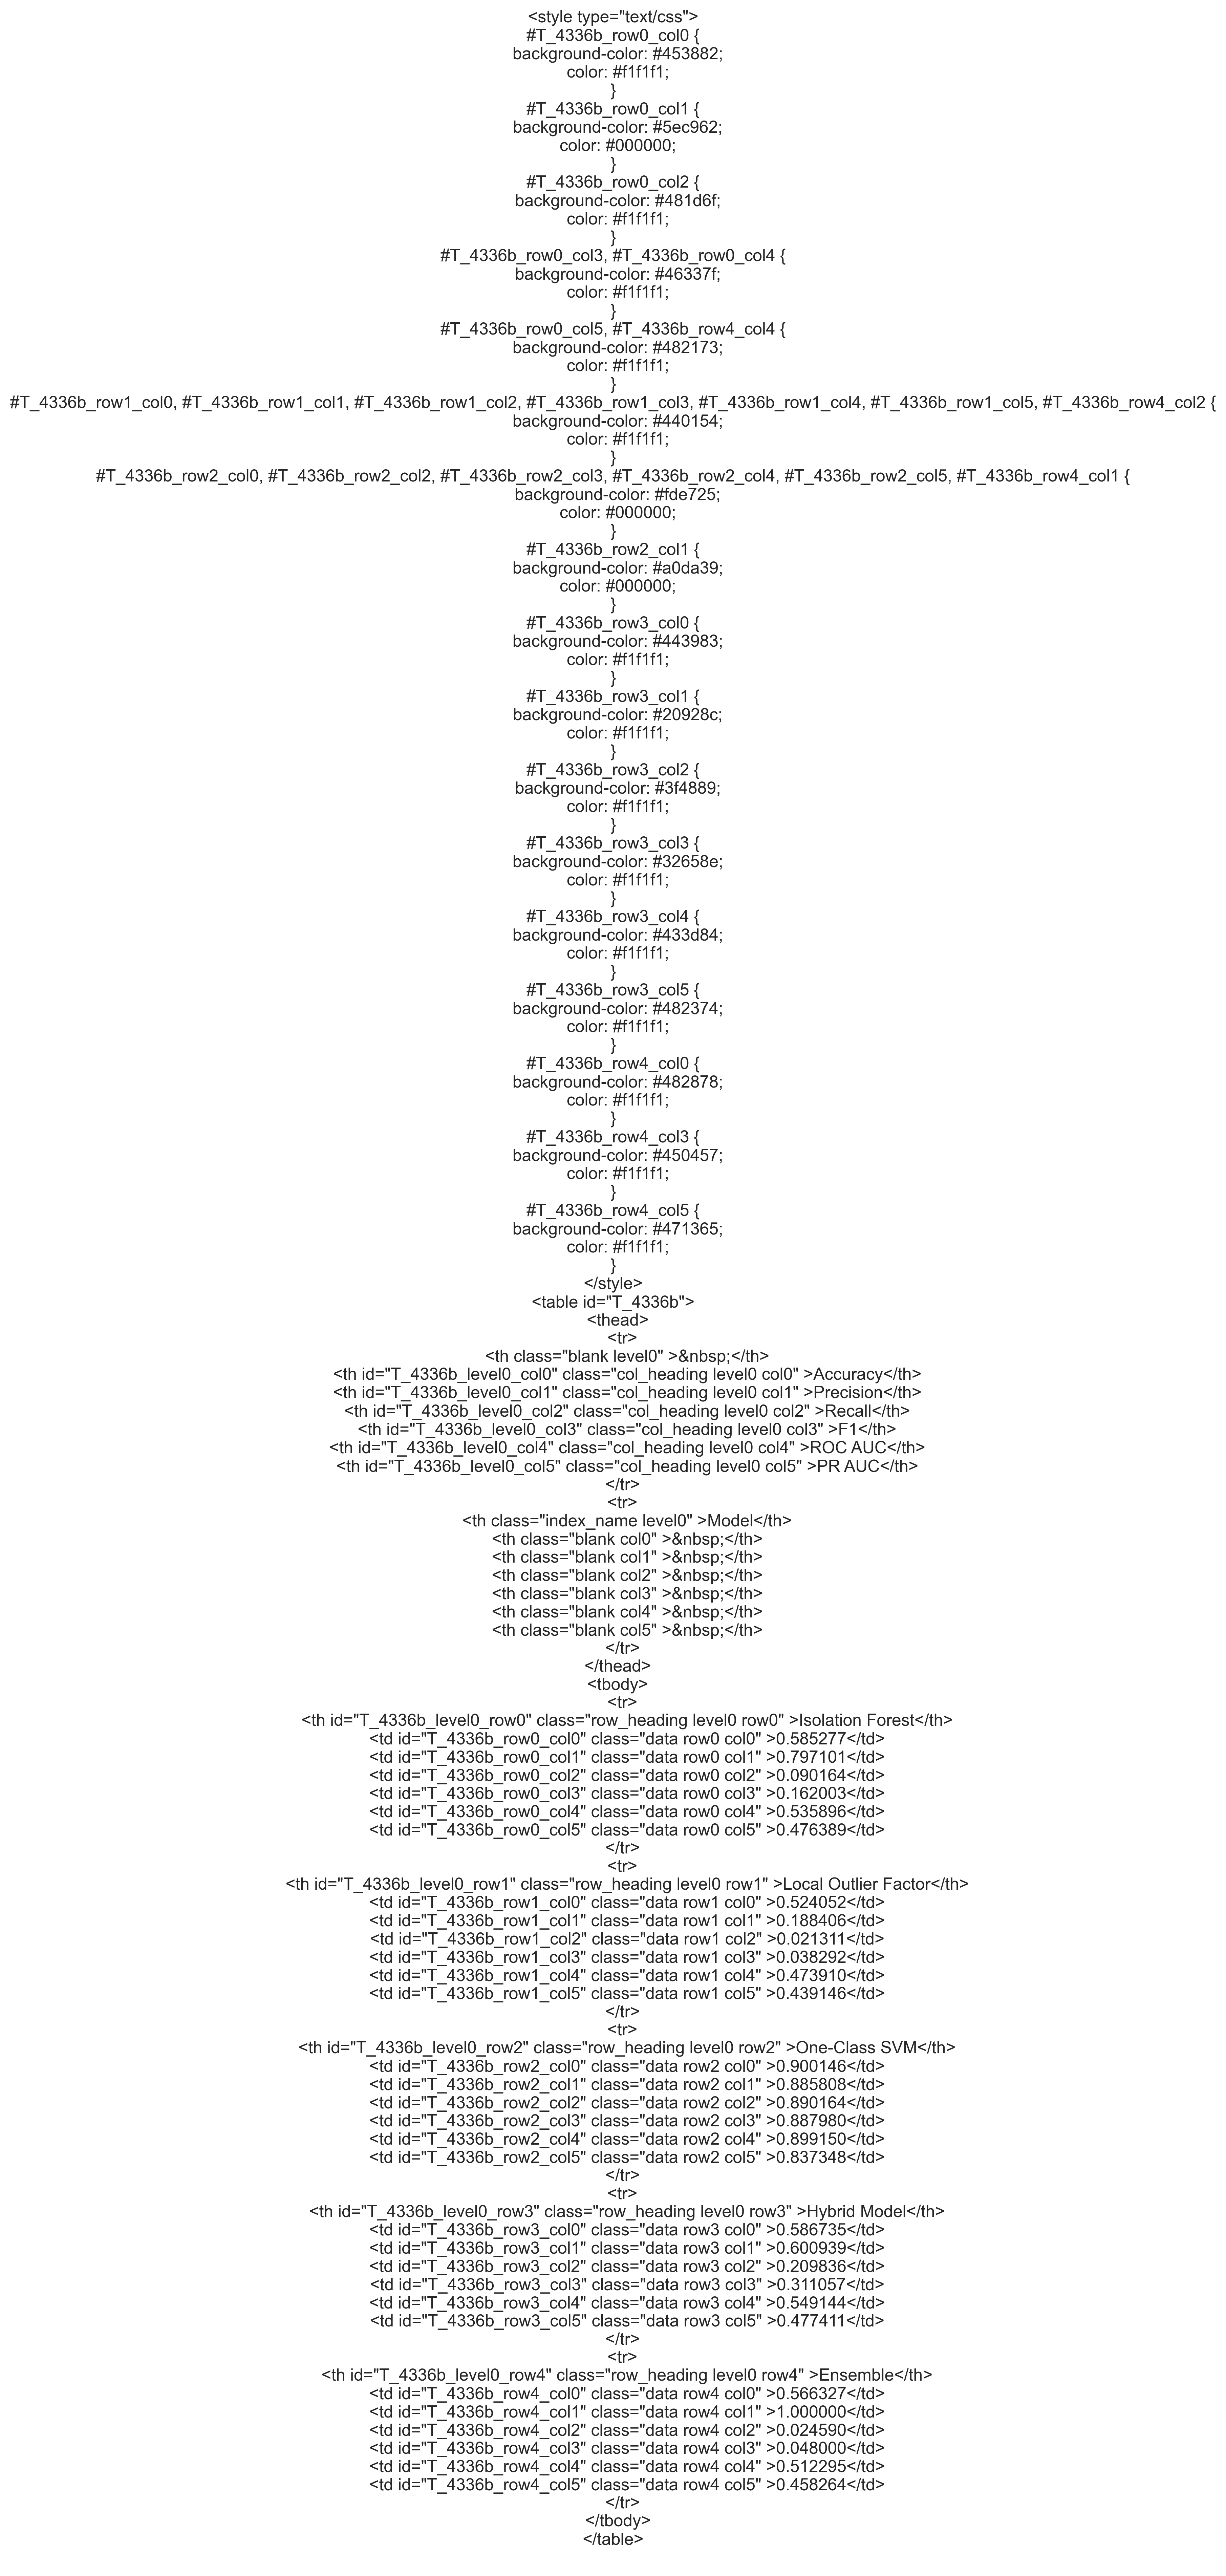 <style type="text/css">
#T_4336b_row0_col0 {
background-color: #453882;
color: #f1f1f1;
}
#T_4336b_row0_col1 {
background-color: #5ec962;
color: #000000;
}
#T_4336b_row0_col2 {
background-color: #481d6f;
color: #f1f1f1;
}
#T_4336b_row0_col3, #T_4336b_row0_col4 {
background-color: #46337f;
color: #f1f1f1;
}
#T_4336b_row0_col5, #T_4336b_row4_col4 {
background-color: #482173;
color: #f1f1f1;
}
#T_4336b_row1_col0, #T_4336b_row1_col1, #T_4336b_row1_col2, #T_4336b_row1_col3, #T_4336b_row1_col4, #T_4336b_row1_col5, #T_4336b_row4_col2 {
background-color: #440154;
color: #f1f1f1;
}
#T_4336b_row2_col0, #T_4336b_row2_col2, #T_4336b_row2_col3, #T_4336b_row2_col4, #T_4336b_row2_col5, #T_4336b_row4_col1 {
background-color: #fde725;
color: #000000;
}
#T_4336b_row2_col1 {
background-color: #a0da39;
color: #000000;
}
#T_4336b_row3_col0 {
background-color: #443983;
color: #f1f1f1;
}
#T_4336b_row3_col1 {
background-color: #20928c;
color: #f1f1f1;
}
#T_4336b_row3_col2 {
background-color: #3f4889;
color: #f1f1f1;
}
#T_4336b_row3_col3 {
background-color: #32658e;
color: #f1f1f1;
}
#T_4336b_row3_col4 {
background-color: #433d84;
color: #f1f1f1;
}
#T_4336b_row3_col5 {
background-color: #482374;
color: #f1f1f1;
}
#T_4336b_row4_col0 {
background-color: #482878;
color: #f1f1f1;
}
#T_4336b_row4_col3 {
background-color: #450457;
color: #f1f1f1;
}
#T_4336b_row4_col5 {
background-color: #471365;
color: #f1f1f1;
}
</style>
<table id="T_4336b">
<thead>
<tr>
<th class="blank level0" >&nbsp;</th>
<th id="T_4336b_level0_col0" class="col_heading level0 col0" >Accuracy</th>
<th id="T_4336b_level0_col1" class="col_heading level0 col1" >Precision</th>
<th id="T_4336b_level0_col2" class="col_heading level0 col2" >Recall</th>
<th id="T_4336b_level0_col3" class="col_heading level0 col3" >F1</th>
<th id="T_4336b_level0_col4" class="col_heading level0 col4" >ROC AUC</th>
<th id="T_4336b_level0_col5" class="col_heading level0 col5" >PR AUC</th>
</tr>
<tr>
<th class="index_name level0" >Model</th>
<th class="blank col0" >&nbsp;</th>
<th class="blank col1" >&nbsp;</th>
<th class="blank col2" >&nbsp;</th>
<th class="blank col3" >&nbsp;</th>
<th class="blank col4" >&nbsp;</th>
<th class="blank col5" >&nbsp;</th>
</tr>
</thead>
<tbody>
<tr>
<th id="T_4336b_level0_row0" class="row_heading level0 row0" >Isolation Forest</th>
<td id="T_4336b_row0_col0" class="data row0 col0" >0.585277</td>
<td id="T_4336b_row0_col1" class="data row0 col1" >0.797101</td>
<td id="T_4336b_row0_col2" class="data row0 col2" >0.090164</td>
<td id="T_4336b_row0_col3" class="data row0 col3" >0.162003</td>
<td id="T_4336b_row0_col4" class="data row0 col4" >0.535896</td>
<td id="T_4336b_row0_col5" class="data row0 col5" >0.476389</td>
</tr>
<tr>
<th id="T_4336b_level0_row1" class="row_heading level0 row1" >Local Outlier Factor</th>
<td id="T_4336b_row1_col0" class="data row1 col0" >0.524052</td>
<td id="T_4336b_row1_col1" class="data row1 col1" >0.188406</td>
<td id="T_4336b_row1_col2" class="data row1 col2" >0.021311</td>
<td id="T_4336b_row1_col3" class="data row1 col3" >0.038292</td>
<td id="T_4336b_row1_col4" class="data row1 col4" >0.473910</td>
<td id="T_4336b_row1_col5" class="data row1 col5" >0.439146</td>
</tr>
<tr>
<th id="T_4336b_level0_row2" class="row_heading level0 row2" >One-Class SVM</th>
<td id="T_4336b_row2_col0" class="data row2 col0" >0.900146</td>
<td id="T_4336b_row2_col1" class="data row2 col1" >0.885808</td>
<td id="T_4336b_row2_col2" class="data row2 col2" >0.890164</td>
<td id="T_4336b_row2_col3" class="data row2 col3" >0.887980</td>
<td id="T_4336b_row2_col4" class="data row2 col4" >0.899150</td>
<td id="T_4336b_row2_col5" class="data row2 col5" >0.837348</td>
</tr>
<tr>
<th id="T_4336b_level0_row3" class="row_heading level0 row3" >Hybrid Model</th>
<td id="T_4336b_row3_col0" class="data row3 col0" >0.586735</td>
<td id="T_4336b_row3_col1" class="data row3 col1" >0.600939</td>
<td id="T_4336b_row3_col2" class="data row3 col2" >0.209836</td>
<td id="T_4336b_row3_col3" class="data row3 col3" >0.311057</td>
<td id="T_4336b_row3_col4" class="data row3 col4" >0.549144</td>
<td id="T_4336b_row3_col5" class="data row3 col5" >0.477411</td>
</tr>
<tr>
<th id="T_4336b_level0_row4" class="row_heading level0 row4" >Ensemble</th>
<td id="T_4336b_row4_col0" class="data row4 col0" >0.566327</td>
<td id="T_4336b_row4_col1" class="data row4 col1" >1.000000</td>
<td id="T_4336b_row4_col2" class="data row4 col2" >0.024590</td>
<td id="T_4336b_row4_col3" class="data row4 col3" >0.048000</td>
<td id="T_4336b_row4_col4" class="data row4 col4" >0.512295</td>
<td id="T_4336b_row4_col5" class="data row4 col5" >0.458264</td>
</tr>
</tbody>
</table>